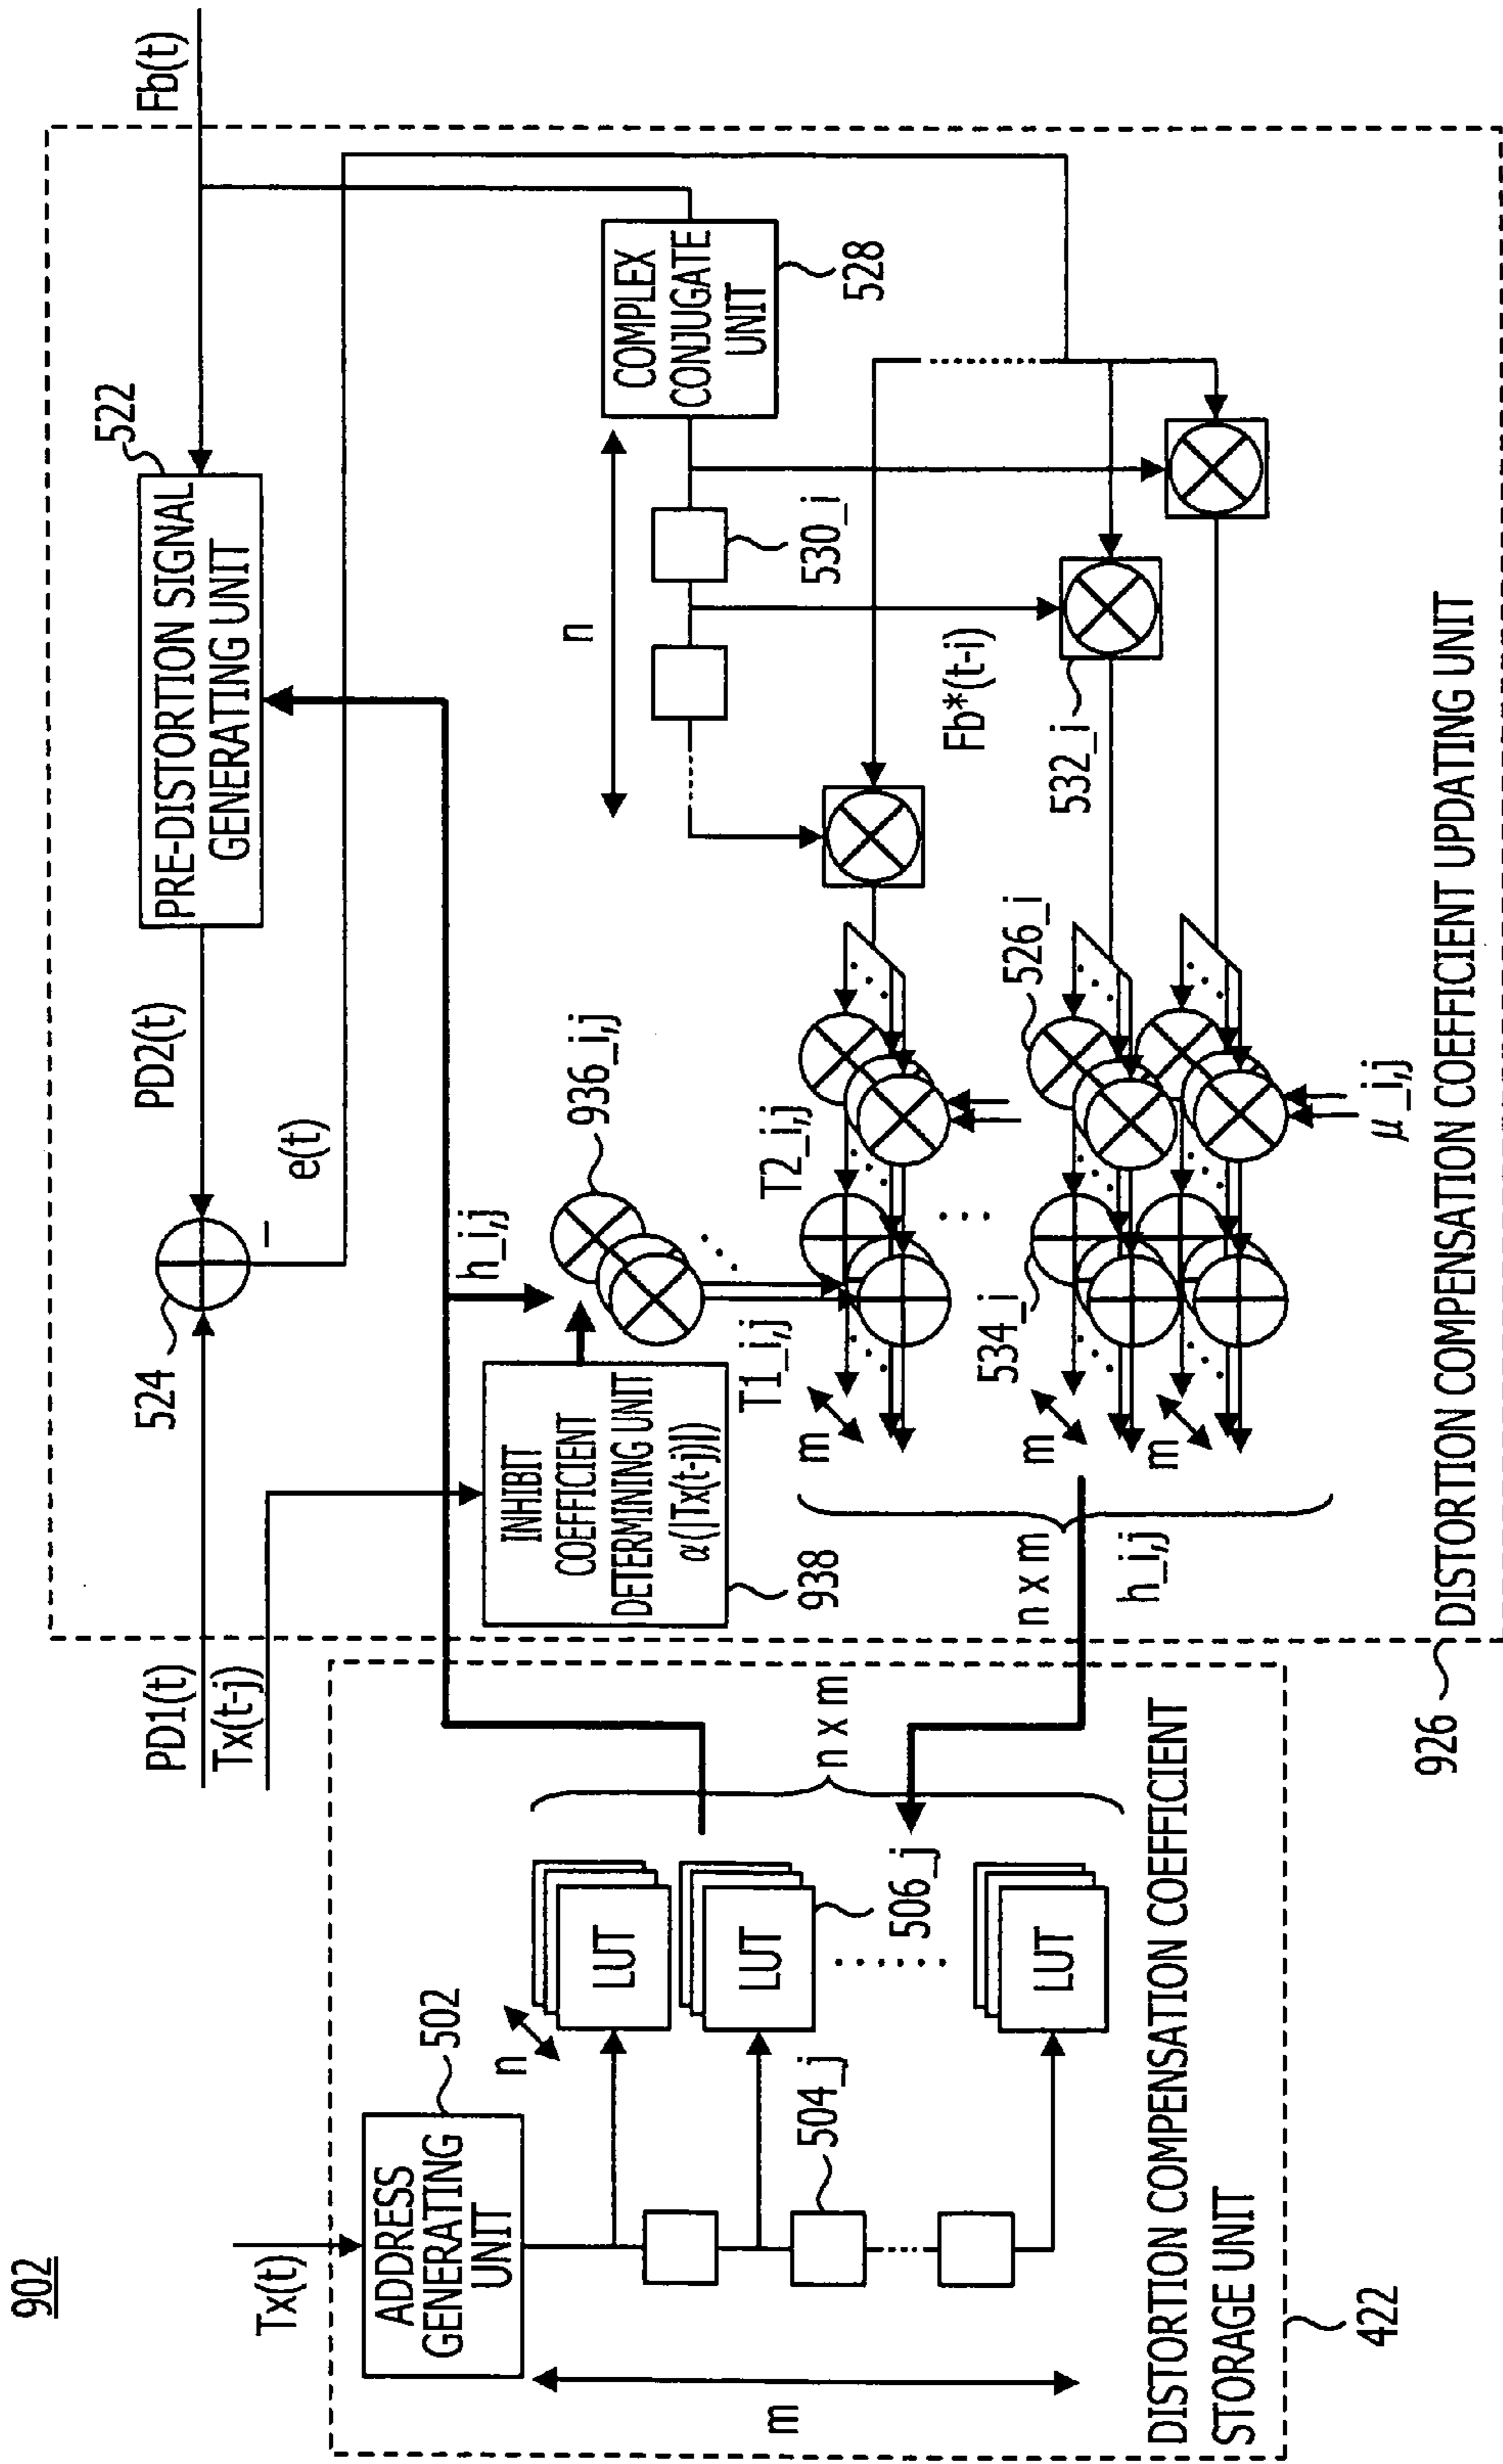 902
Tx(t)
ADDRESS
GENERATING
UNIT
502
m
n
LUT
LUT
506_j
504_j
LUT
n x m
DISTORTION COMPENSATION COEFFICIENT
STORAGE UNIT
422
PD1(t)
Tx(t-j)
524
PD2(t)
e(t)
PRE-DISTORTION SIGNAL
GENERATING UNIT
522
Fb(t)
h_i,j
INHIBIT
COEFFICIENT
DETERMINING UNIT
α(|Tx(t-j)|)
938
936_i,j
T1_i,j
T2_i,j
COMPLEX
CONJUGATE
UNIT
528
n
530_i
Fb*(t-i)
532_i
526_i
534_i
m
m
m
n x m
h_i,j
μ_i,j
926
DISTORTION COMPENSATION COEFFICIENT UPDATING UNIT